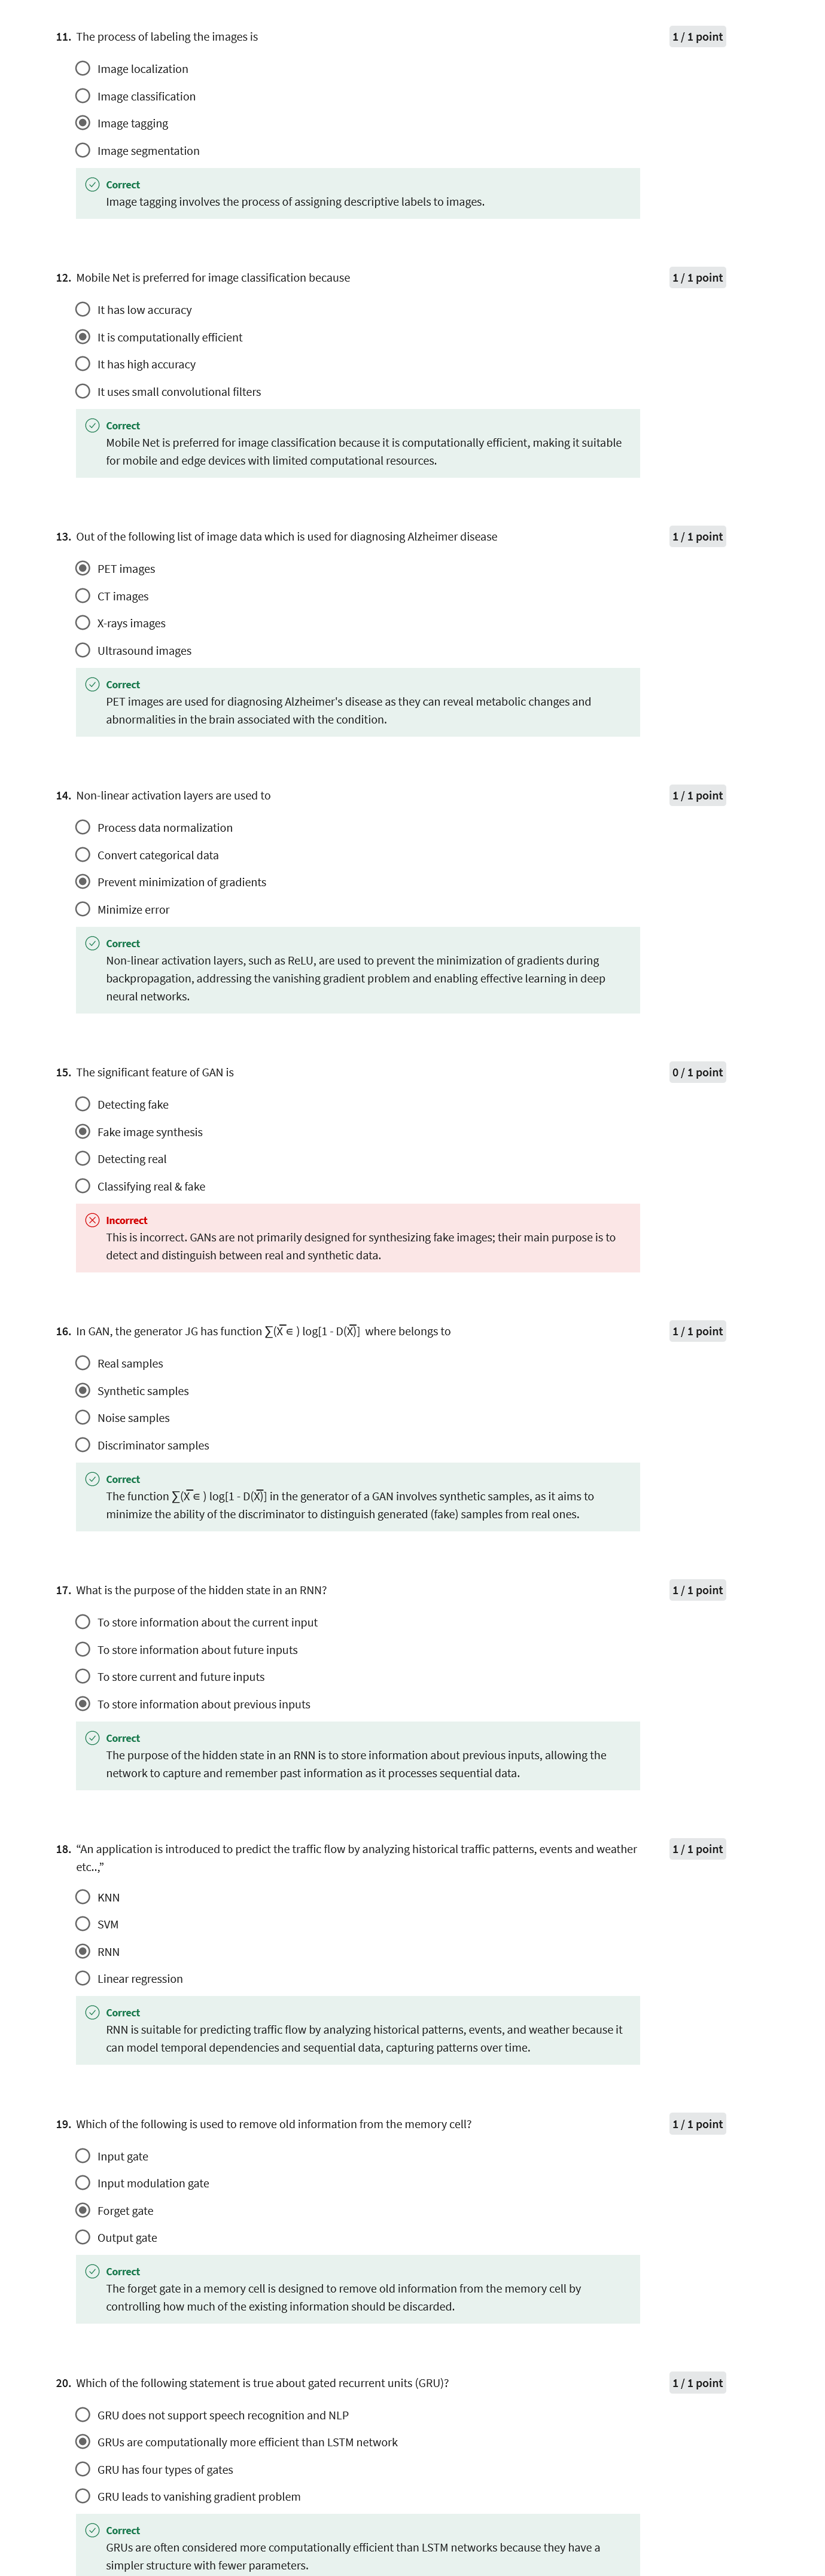 11. The process of labeling the images is 1 / 1 point
Image localization
Image classification
Image tagging
Image segmentation
Correct
Image tagging involves the process of assigning descriptive labels to images.
12. Mobile Net is preferred for image classification because 1 / 1 point
It has low accuracy
It is computationally efficient
It has high accuracy
It uses small convolutional filters
Correct
Mobile Net is preferred for image classification because it is computationally efficient, making it suitable
for mobile and edge devices with limited computational resources.
13. Out of the following list of image data which is used for diagnosing Alzheimer disease 1 / 1 point
PET images
CT images
X-rays images
Ultrasound images
Correct
PET images are used for diagnosing Alzheimer's disease as they can reveal metabolic changes and
abnormalities in the brain associated with the condition.
14. Non-linear activation layers are used to 1 / 1 point
Process data normalization
Convert categorical data
Prevent minimization of gradients
Minimize error
Correct
Non-linear activation layers, such as ReLU, are used to prevent the minimization of gradients during
backpropagation, addressing the vanishing gradient problem and enabling effective learning in deep
neural networks.
15. The significant feature of GAN is 0 / 1 point
Detecting fake
Fake image synthesis
Detecting real
Classifying real & fake
Incorrect
This is incorrect. GANs are not primarily designed for synthesizing fake images; their main purpose is to
detect and distinguish between real and synthetic data.
16. In GAN, the generator JG has function ∑(X̅ ∈ ) log[1 - D(X̅)] where belongs to 1 / 1 point
Real samples
Synthetic samples
Noise samples
Discriminator samples
Correct
The function ∑(X̅ ∈ ) log[1 - D(X̅)] in the generator of a GAN involves synthetic samples, as it aims to
minimize the ability of the discriminator to distinguish generated (fake) samples from real ones.
17. What is the purpose of the hidden state in an RNN? 1 / 1 point
To store information about the current input
To store information about future inputs
To store current and future inputs
To store information about previous inputs
Correct
The purpose of the hidden state in an RNN is to store information about previous inputs, allowing the
network to capture and remember past information as it processes sequential data.
18. “An application is introduced to predict the traffic flow by analyzing historical traffic patterns, events and weather 1 / 1 point
etc..,”
KNN
SVM
RNN
Linear regression
Correct
RNN is suitable for predicting traffic flow by analyzing historical patterns, events, and weather because it
can model temporal dependencies and sequential data, capturing patterns over time.
19. Which of the following is used to remove old information from the memory cell? 1 / 1 point
Input gate
Input modulation gate
Forget gate
Output gate
Correct
The forget gate in a memory cell is designed to remove old information from the memory cell by
controlling how much of the existing information should be discarded.
20. Which of the following statement is true about gated recurrent units (GRU)? 1 / 1 point
GRU does not support speech recognition and NLP
GRUs are computationally more efficient than LSTM network
GRU has four types of gates
GRU leads to vanishing gradient problem
Correct
GRUs are often considered more computationally efficient than LSTM networks because they have a
simpler structure with fewer parameters.